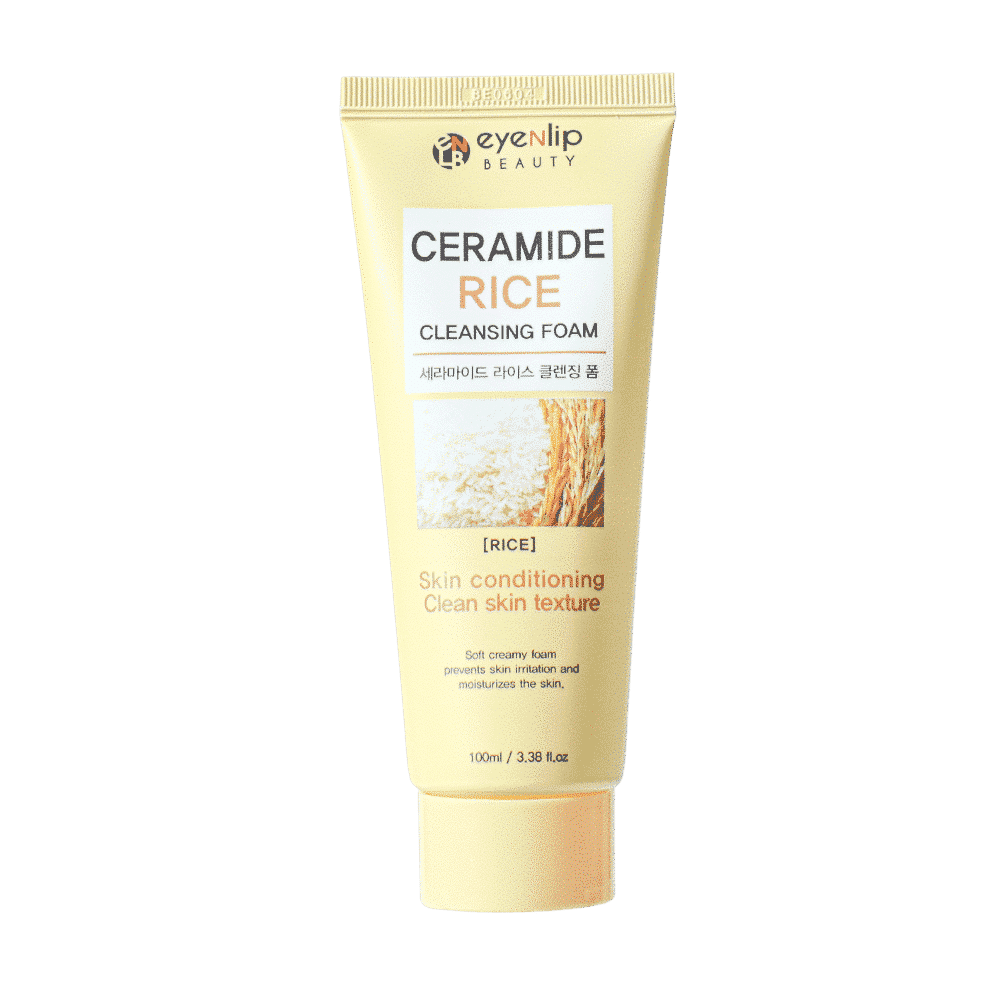 BE0604
ENLB
eyeNlip
BEAUTY
CERAMIDE
RICE
CLEANSING FOAM
세라마이드 라이스 클렌징 폼
[RICE]
Skin conditioning
Clean skin texture
Soft creamy foam
prevents skin irritation and
moisturizes the skin.
100ml / 3.38 fl.oz